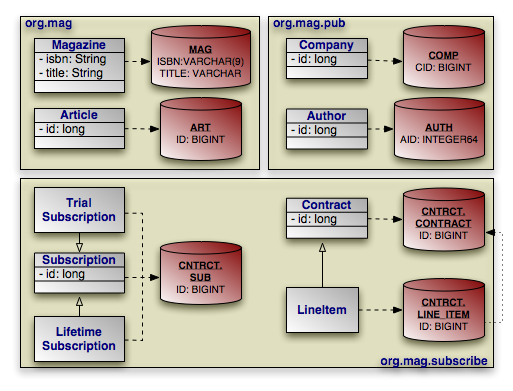 org.mag
Magazine
- isbn: String
- title: String
MAG
ISBN:VARCHAR(9)
TITLE: VARCHAR
Article
- id: long
ART
ID: BIGINT
org.mag.pub
Company
- id: long
COMP
CID: BIGINT
Author
- id: long
AUTH
AID: INTEGER64
Trial
Subscription
Subscription
- id: long
Lifetime
Subscription
CNTRCT.
SUB
ID: BIGINT
Contract
- id: long
CNTRCT.
CONTRACT
ID: BIGINT
LineItem
CNTRCT.
LINE_ITEM
ID: BIGINT
org.mag.subscribe